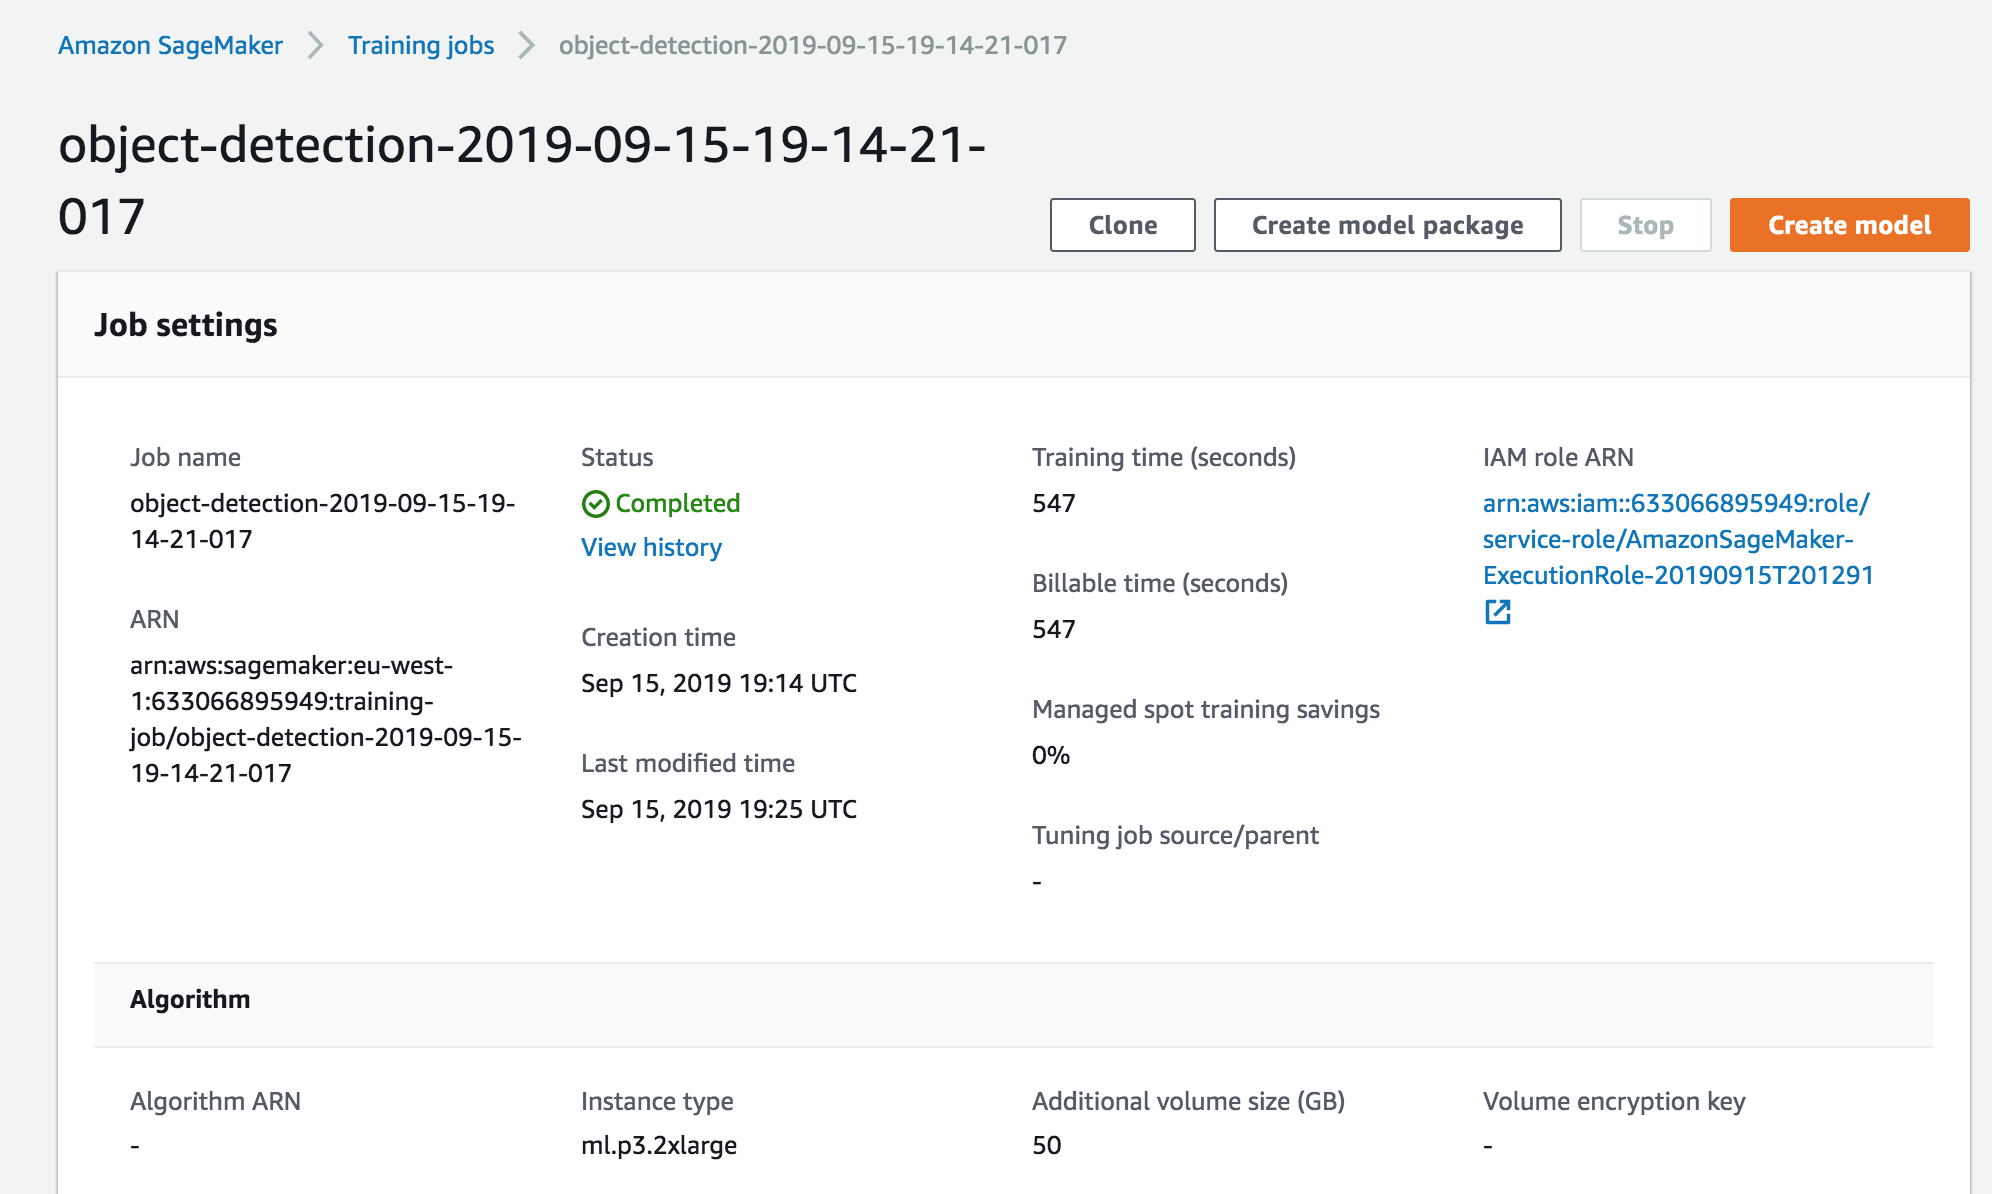 Amazon SageMaker > Training jobs > object-detection-2019-09-15-19-14-21-017
object-detection-2019-09-15-19-14-21-
017
Clone
Create model package
Stop
Create model
Job settings
Job name
object-detection-2019-09-15-19-
14-21-017
ARN
arn:aws:sagemaker:eu-west-
1:633066895949:training-
job/object-detection-2019-09-15-
19-14-21-017
Status
Completed
View history
Creation time
Sep 15, 2019 19:14 UTC
Last modified time
Sep 15, 2019 19:25 UTC
Training time (seconds)
547
Billable time (seconds)
547
Managed spot training savings
0%
Tuning job source/parent
-
IAM role ARN
arn:aws:iam::633066895949:role/
service-role/AmazonSageMaker-
ExecutionRole-20190915T201291
Algorithm
Algorithm ARN
-
Instance type
ml.p3.2xlarge
Additional volume size (GB)
50
Volume encryption key
-